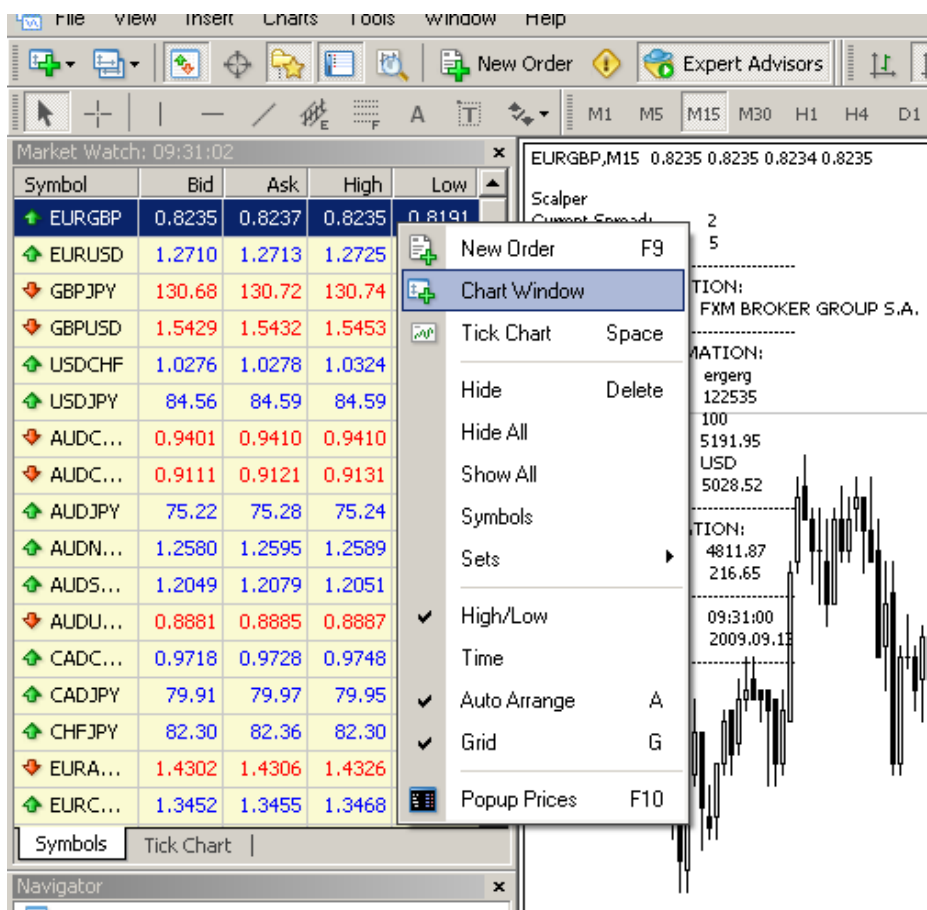 File View Insert Charts Tools Window Help
New Order Expert Advisors
E F A T M1 M5 M15 M30 H1 H4 D1
Market Watch: 09:31:02
Symbol Bid Ask High Low
EURGBP 0.8235 0.8237 0.8235 0.8191
EURUSD 1.2710 1.2713 1.2725
GBPJPY 130.68 130.72 130.74
GBPUSD 1.5429 1.5432 1.5453
USDCHF 1.0276 1.0278 1.0324
USDJPY 84.56 84.59 84.59
AUDC... 0.9401 0.9410 0.9410
AUDC... 0.9111 0.9121 0.9131
AUDJPY 75.22 75.28 75.24
AUDN... 1.2580 1.2595 1.2589
AUDS... 1.2049 1.2079 1.2051
AUDU... 0.8881 0.8885 0.8887
CADC... 0.9718 0.9728 0.9748
CADJPY 79.91 79.97 79.95
CHFJPY 82.30 82.36 82.30
EURA... 1.4302 1.4306 1.4326
EURC... 1.3452 1.3455 1.3468
Symbols Tick Chart
Navigator
New Order F9
Chart Window
Tick Chart Space
Hide Delete
Hide All
Show All
Symbols
Sets
High/Low
Time
Auto Arrange A
Grid G
Popup Prices F10
EURGBP,M15 0.8235 0.8235 0.8234 0.8235
Scalper
Current Spread: 2
5
TION:
FXM BROKER GROUP S.A.
MATION:
ergerg
122535
100
5191.95
USD
5028.52
TION:
4811.87
216.65
09:31:00
2009.09.13